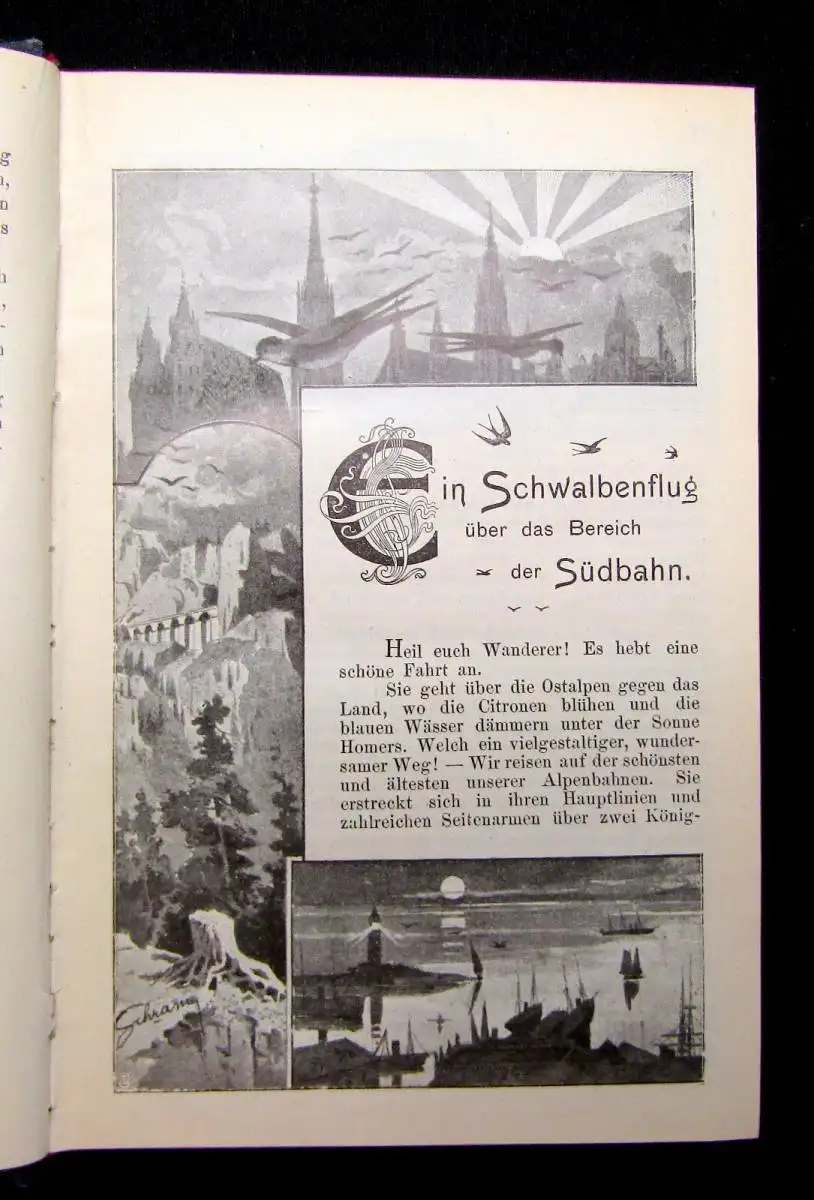 g
n,
n
s
h
,
-
n
g
n
-
Ein Schwalbenflug
über das Bereich
der Südbahn.
Heil euch Wanderer! Es hebt eine
schöne Fahrt an.
Sie geht über die Ostalpen gegen das
Land, wo die Citronen blühen und die
blauen Wässer dämmern unter der Sonne
Homers. Welch ein vielgestaltiger, wunder-
samer Weg! — Wir reisen auf der schönsten
und ältesten unserer Alpenbahnen. Sie
erstreckt sich in ihren Hauptlinien und
zahlreichen Seitenarmen über zwei König-
Schram